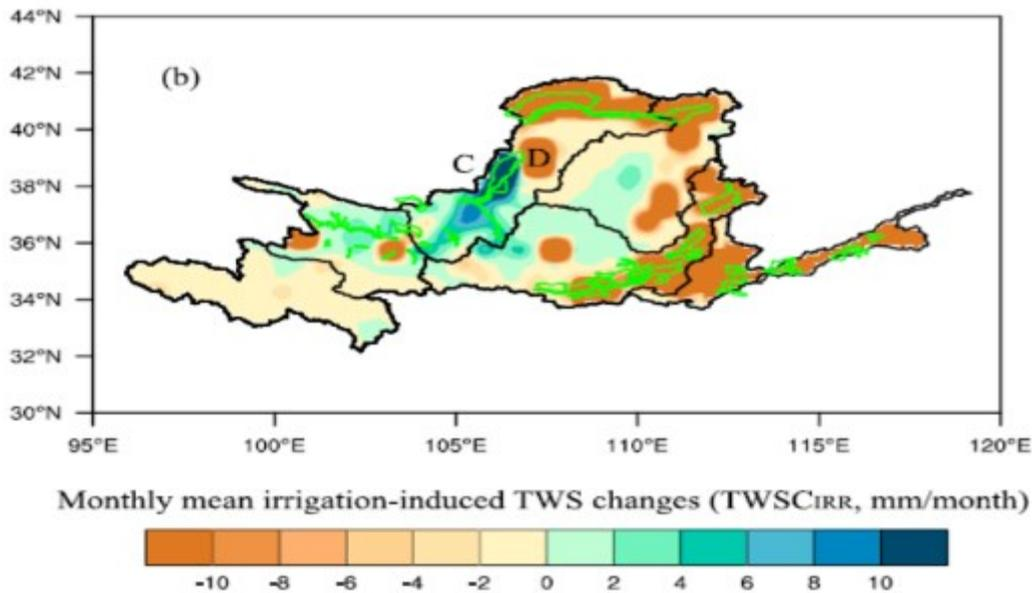 44°N
42°N
(b)
40°N
C D
38°N
36°N
34°N
32°N
30°N
95°E 100°E 105°E 110°E 115°E 120°E
Monthly mean irrigation-induced TWS changes (TWSCIRR, mm/month)
-10 -8 -6 -4 -2 0 2 4 6 8 10